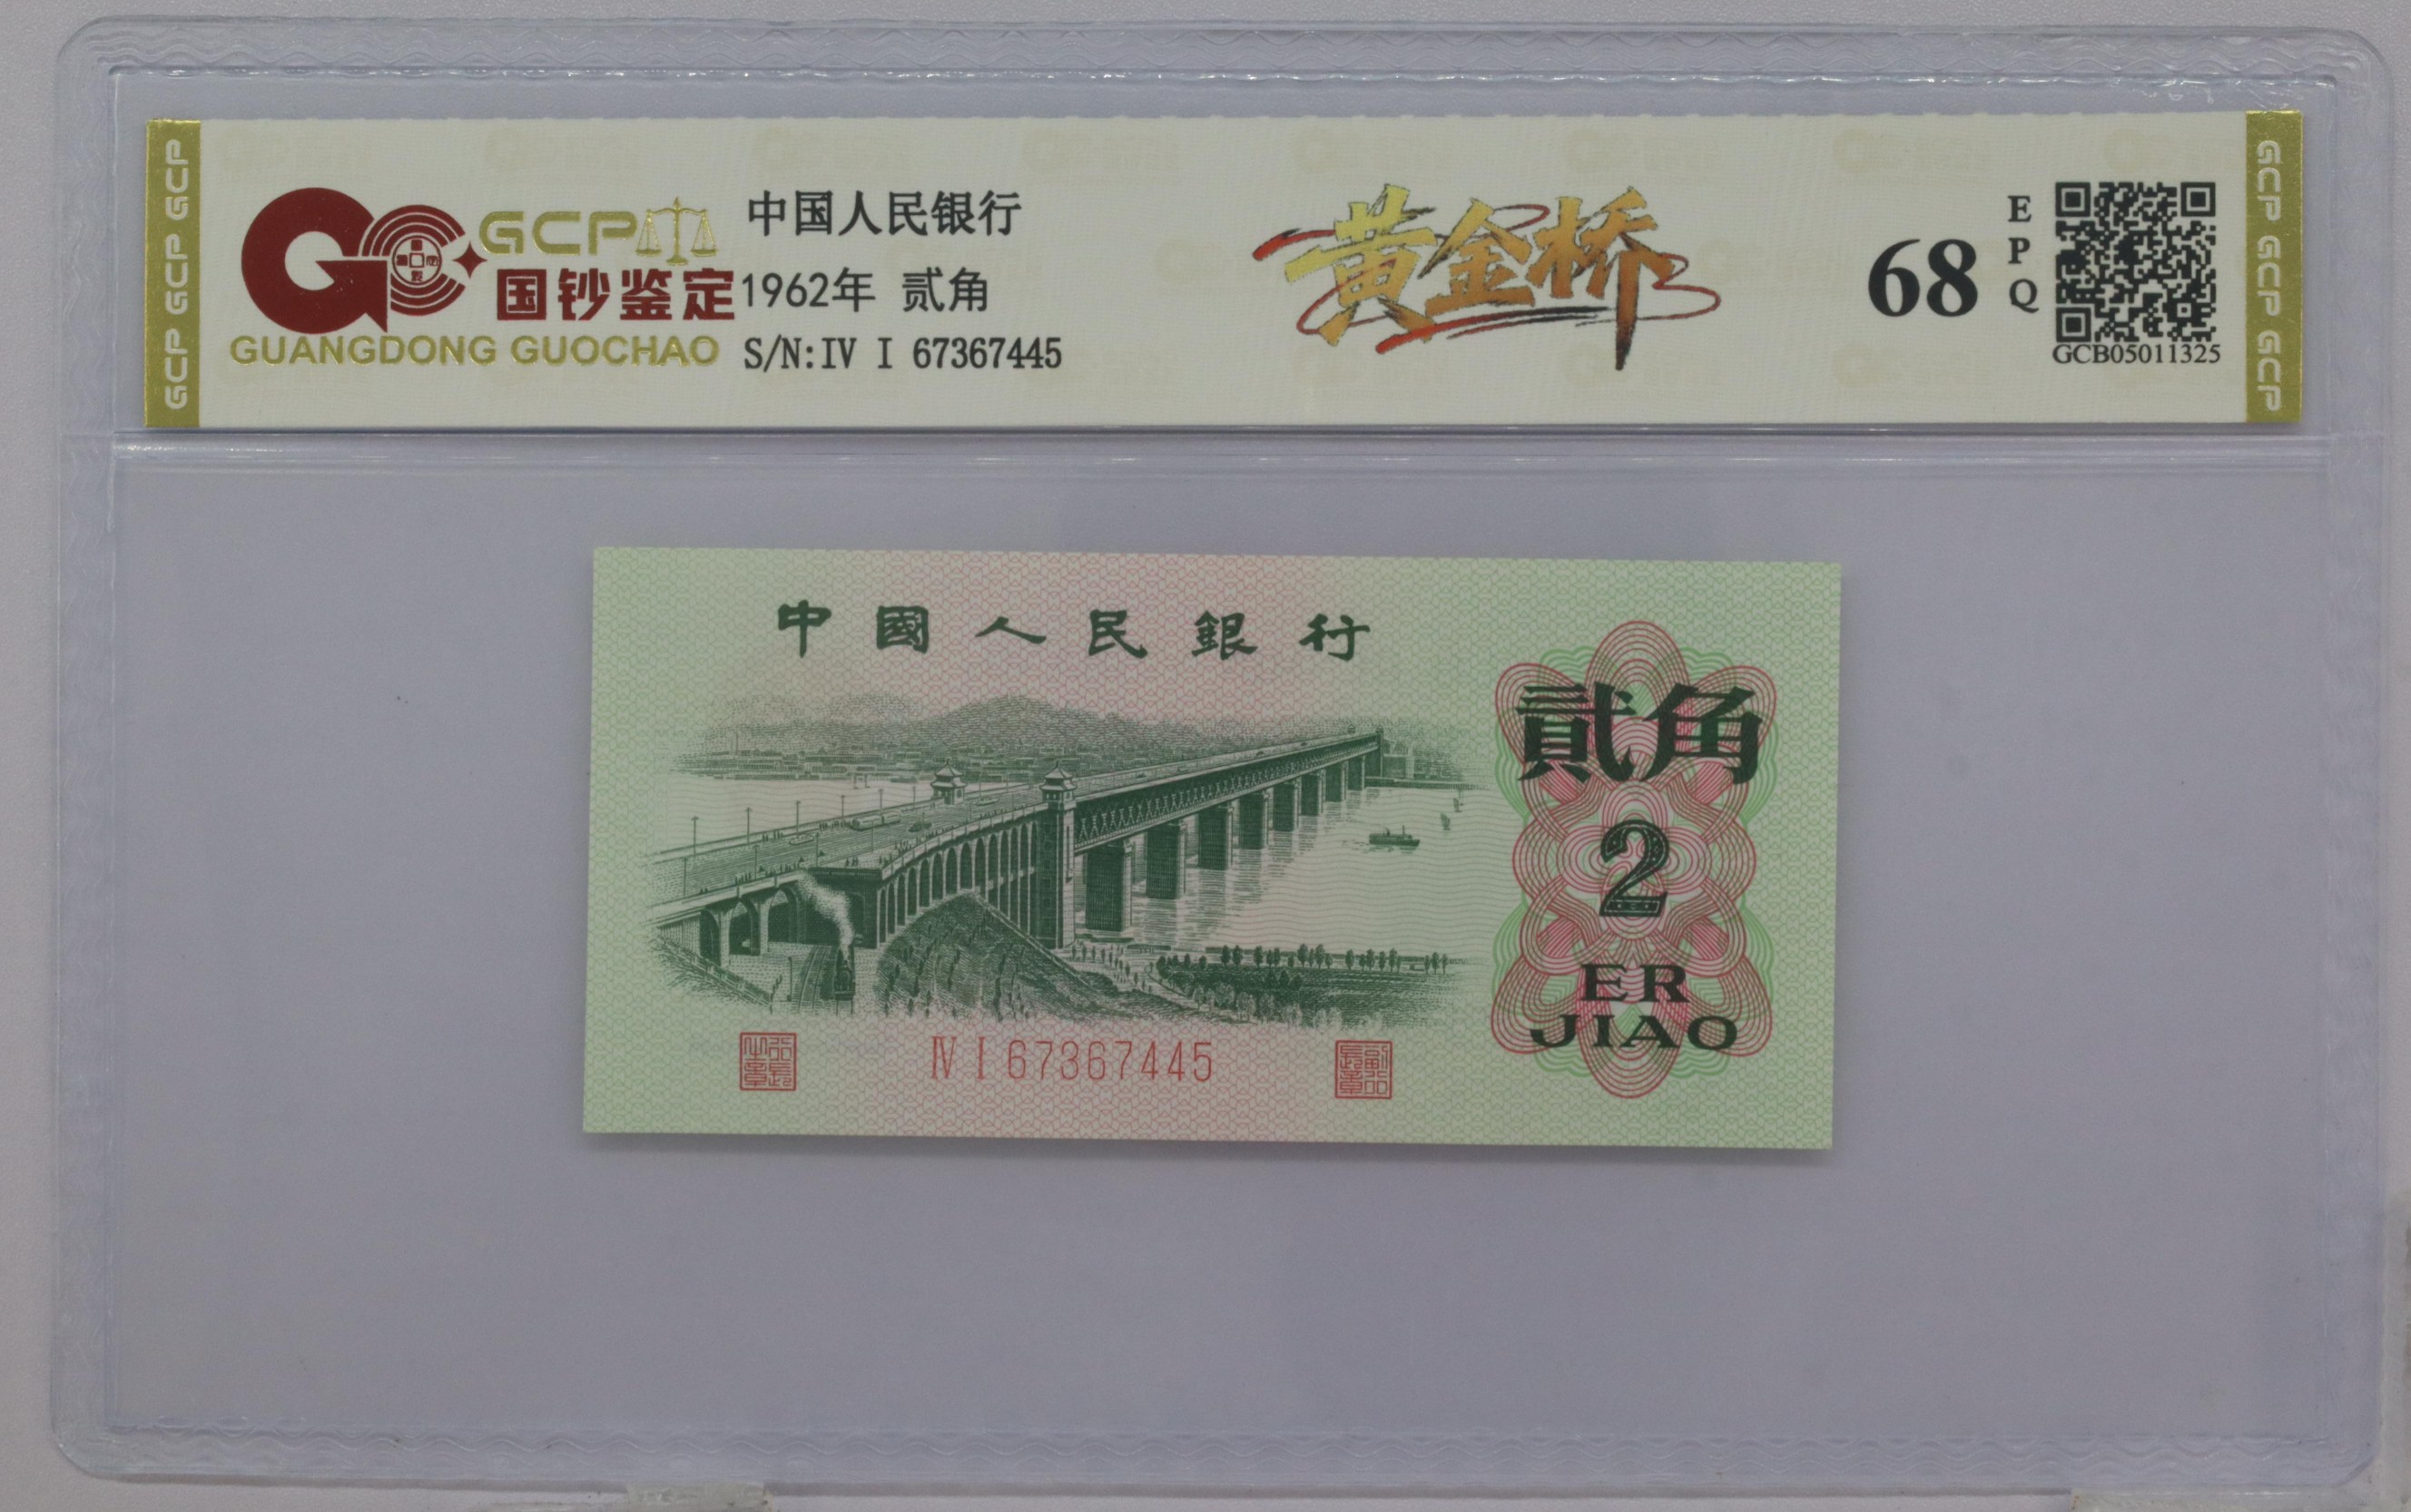 GCP GCP GCP
GCP
国钞鉴定
GUANGDONG GUOCHAO
中国人民银行
1962年 贰角
S/N:IV I 67367445
黄金桥
68
EPQ
GCB05011325
GCP GCP GCP
中國人民銀行
貳角
2
ER
JIAO
IV I 67367445